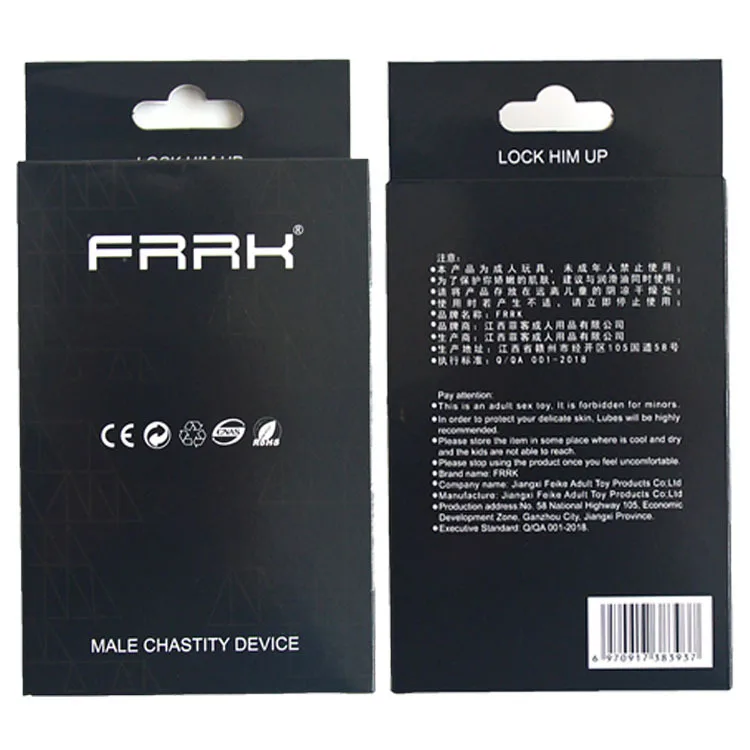 LOCK HIM UP
FRRK®
CE CNAS ROHS
MALE CHASTITY DEVICE
LOCK HIM UP
注意:
●本产品为成人玩具，未成年人禁止使用;
●为了保护你娇嫩的肌肤，建议与润滑油同时使用;
●请将产品存放在远离儿童的阴凉干燥处;
●使用时若产生不适，请立即停止使用;
●品牌名称: FRRK
●品牌商: 江西菲客成人用品有限公司
●生产商: 江西菲客成人用品有限公司
●生产地址: 江西省赣州市经开区105国道58号
●执行标准: Q/QA 001-2018
Pay attention:
●This is an adult sex toy, It is forbidden for minors.
●In order to protect your delicate skin, Lubes will be highly
recommended.
●Please store the item in some place where is cool and dry
and the kids are not able to reach.
●Please stop using the product once you feel uncomfortable.
●Brand name: FRRK
●Company name: Jiangxi Feike Adult Toy Products Co;Ltd
●Manufacture: Jiangxi Feike Adult Toy Products Co;Ltd
●Production address:No. 58 National Highway 105, Economic
Development Zone, Ganzhou City, Jiangxi Province.
●Executive Standard: Q/QA 001-2018.
6 970917 383937